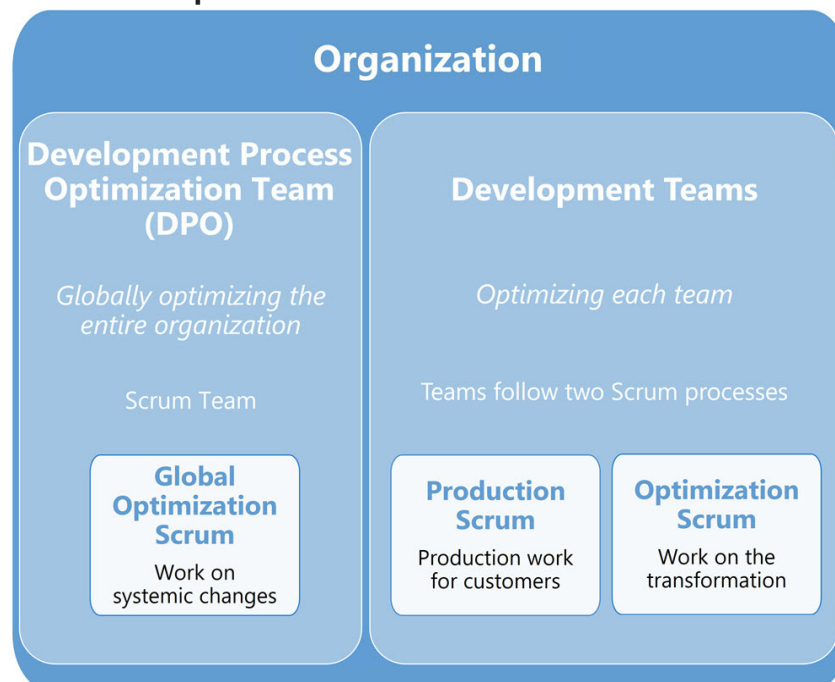 Organization
Development Process
Optimization Team
(DPO)
Globally optimizing the
entire organization
Scrum Team
Global
Optimization
Scrum
Work on
systemic changes
Development Teams
Optimizing each team
Teams follow two Scrum processes
Production
Scrum
Production work
for customers
Optimization
Scrum
Work on the
transformation